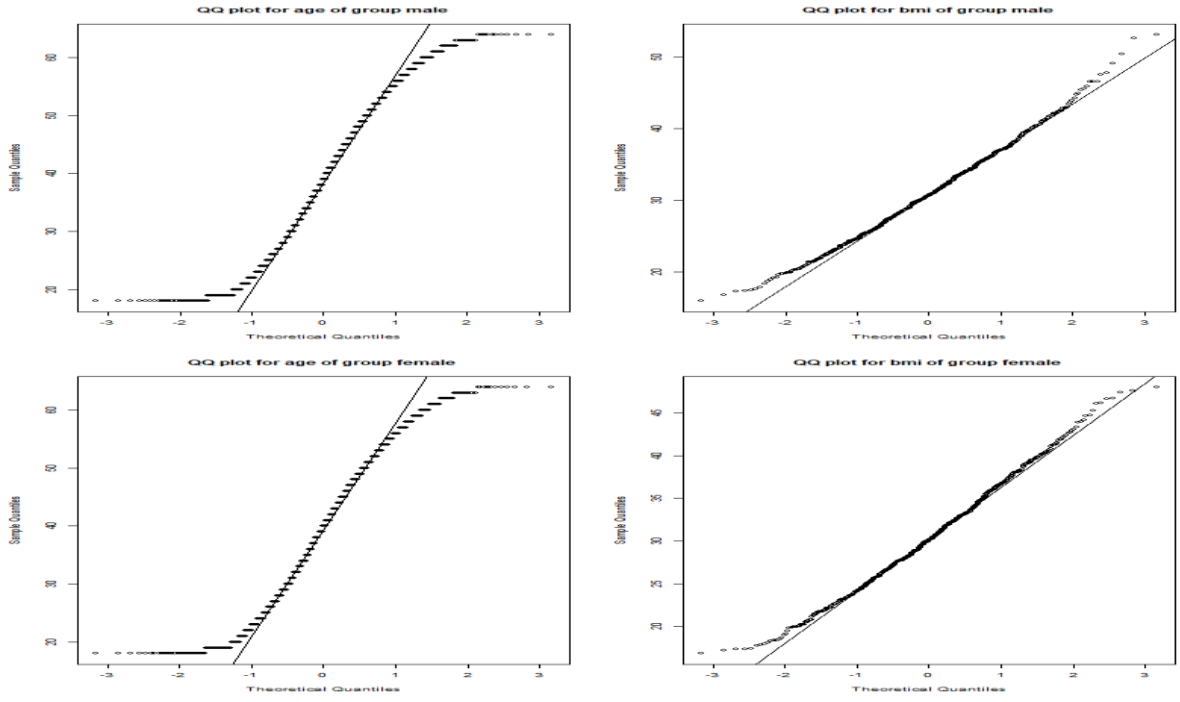 QQ plot for age of group male
Sample Quantiles
60
50
40
30
20
-3 -2 -1 0 1 2 3
Theoretical Quantiles
QQ plot for bmi of group male
Sample Quantiles
50
40
30
20
-3 -2 -1 0 1 2 3
Theoretical Quantiles
QQ plot for age of group female
Sample Quantiles
60
50
40
30
20
-3 -2 -1 0 1 2 3
Theoretical Quantiles
QQ plot for bmi of group female
Sample Quantiles
45
40
35
30
25
20
-3 -2 -1 0 1 2 3
Theoretical Quantiles